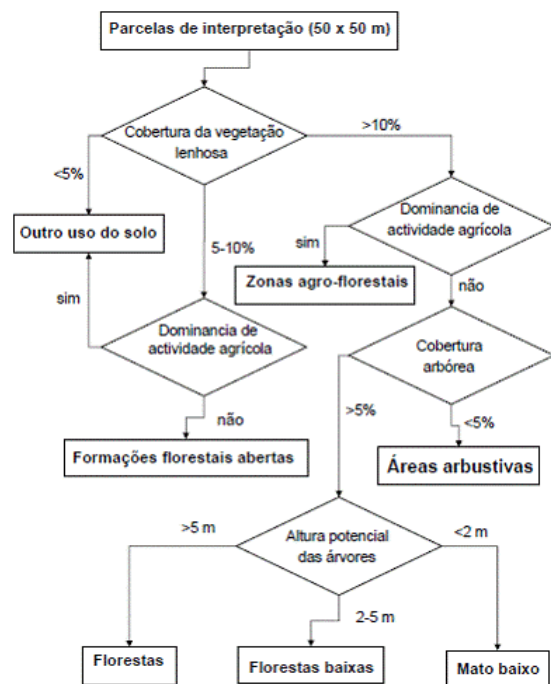 Parcelas de interpretação (50 x 50 m)
Cobertura da vegetação
lenhosa
>10%
<5%
Dominancia de
actividade agrícola
Outro uso do solo
5-10%
sim
Zonas agro-florestais
não
sim
Dominancia de
actividade agrícola
Cobertura
arbórea
>5%
<5%
não
Formações florestais abertas
Áreas arbustivas
>5 m
Altura potencial
das árvores
<2 m
2-5 m
Florestas
Florestas baixas
Mato baixo